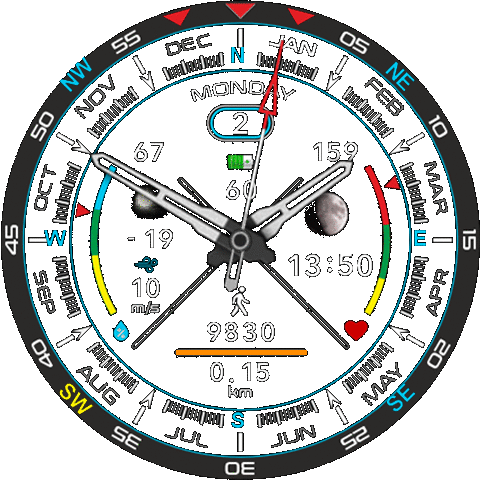 55 05
DEC N JAN
NW NE
NOV FEB
MONDAY
50 10
2
67 159
60
OCT MAR
45 W E 15
- 19
13:50
10
m/s
SEP APR
9830
40 20
0.15
km
AUG MAY
SW SE
JUL S JUN
35 25
30